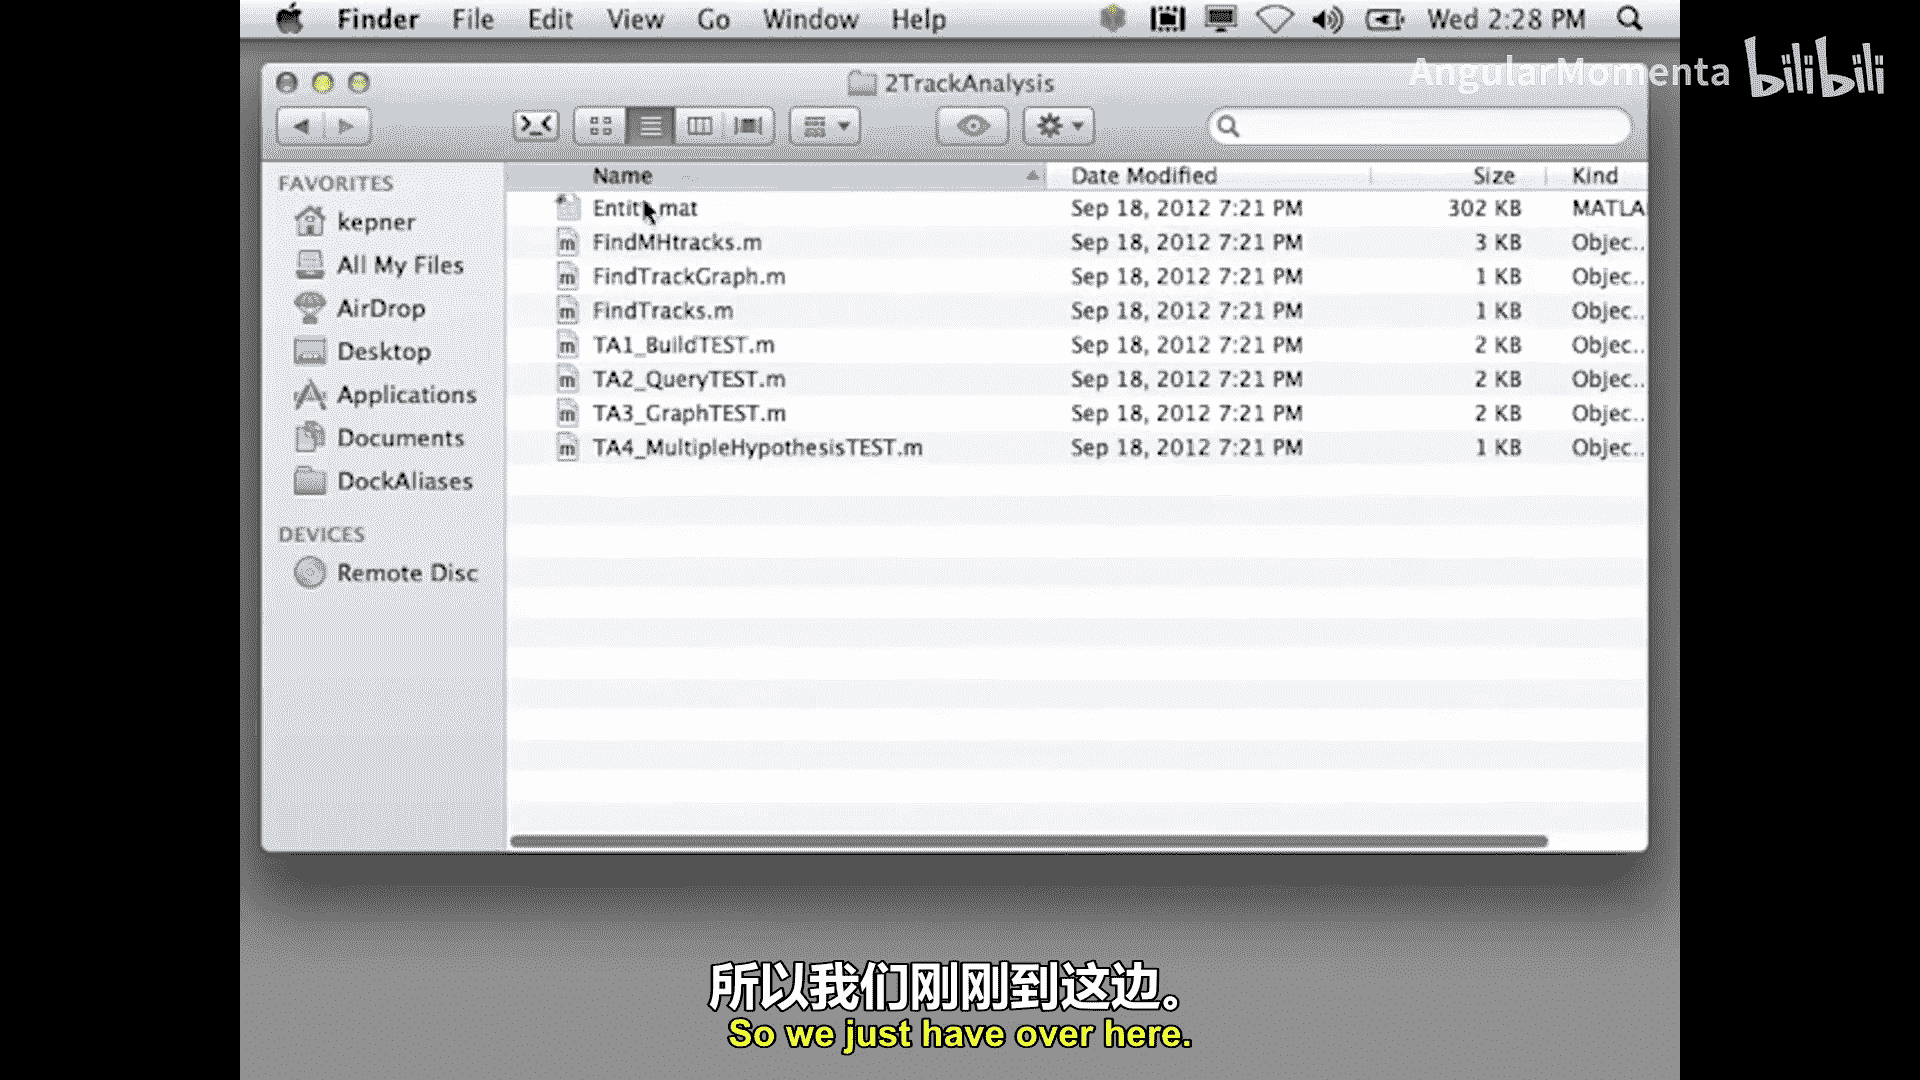 Finder File Edit View Go Window Help Wed 2:28 PM
AngularMomenta bilibili
2TrackAnalysis
FAVORITES
kepner
All My Files
AirDrop
Desktop
Applications
Documents
DockAliases
DEVICES
Remote Disc
Name Date Modified Size Kind
Entity.mat Sep 18, 2012 7:21 PM 302 KB MATLA
FindMHtracks.m Sep 18, 2012 7:21 PM 3 KB Objec...
FindTrackGraph.m Sep 18, 2012 7:21 PM 1 KB Objec...
FindTracks.m Sep 18, 2012 7:21 PM 1 KB Objec...
TA1_BuildTEST.m Sep 18, 2012 7:21 PM 2 KB Objec...
TA2_QueryTEST.m Sep 18, 2012 7:21 PM 2 KB Objec...
TA3_GraphTEST.m Sep 18, 2012 7:21 PM 2 KB Objec...
TA4_MultipleHypothesisTEST.m Sep 18, 2012 7:21 PM 1 KB Objec...
所以我们刚刚到这边。
So we just have over here.